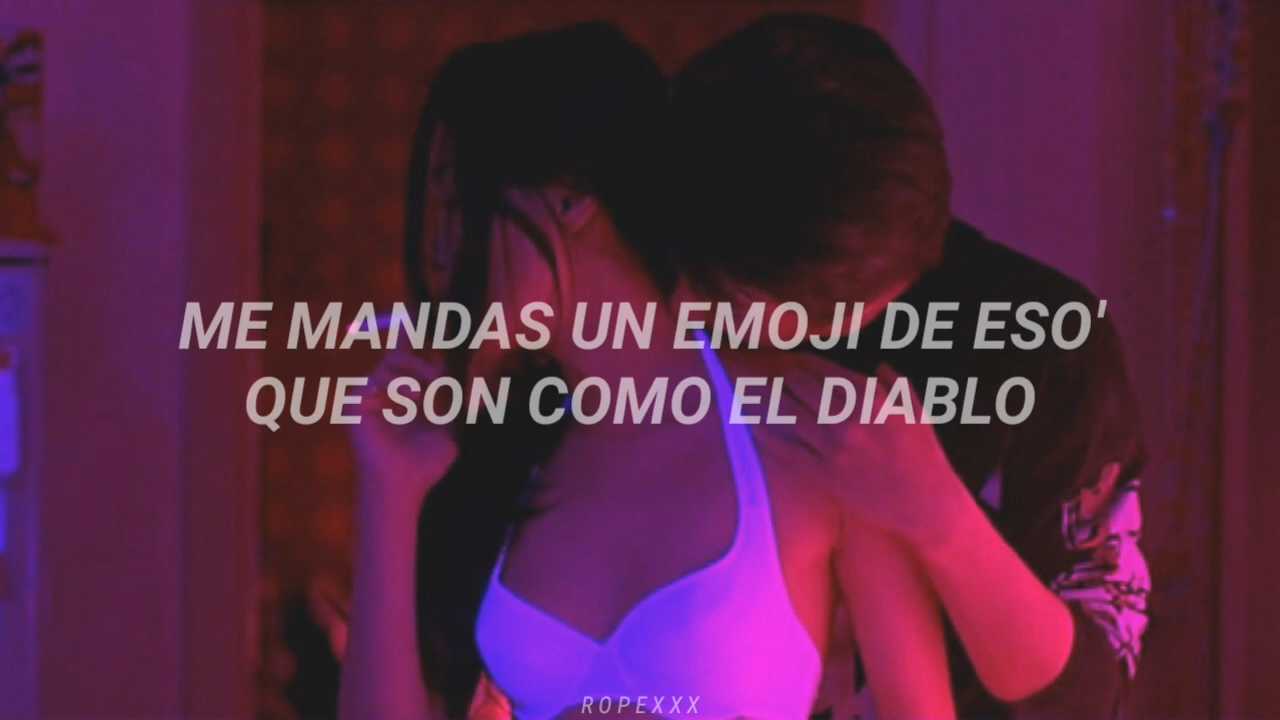 ME MANDAS UN EMOJI DE ESO'
QUE SON COMO EL DIABLO
ROPEXXX